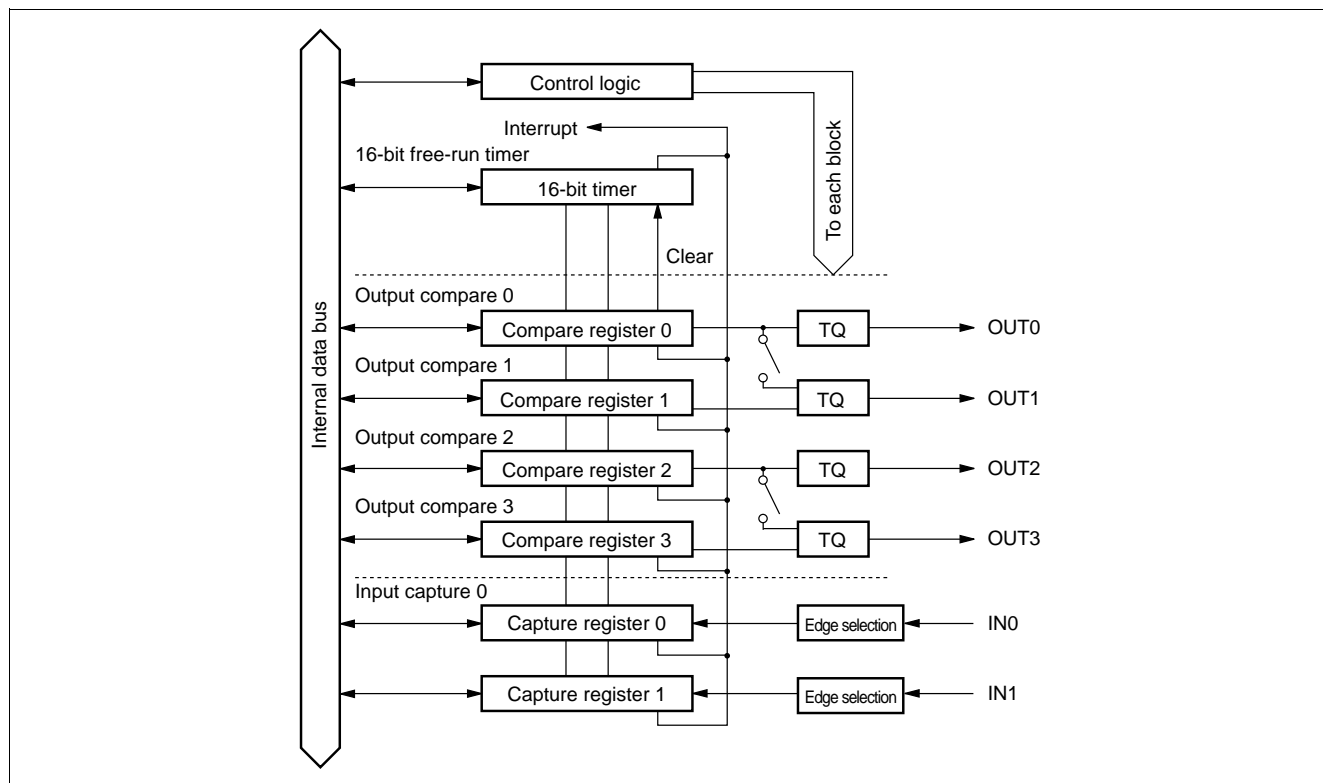 Control logic
Interrupt
16-bit free-run timer
16-bit timer
To each block
Clear
Internal data bus
Output compare 0
Compare register 0
TQ
OUT0
Output compare 1
Compare register 1
TQ
OUT1
Output compare 2
Compare register 2
TQ
OUT2
Output compare 3
Compare register 3
TQ
OUT3
Input capture 0
Capture register 0
Edge selection
IN0
Capture register 1
Edge selection
IN1